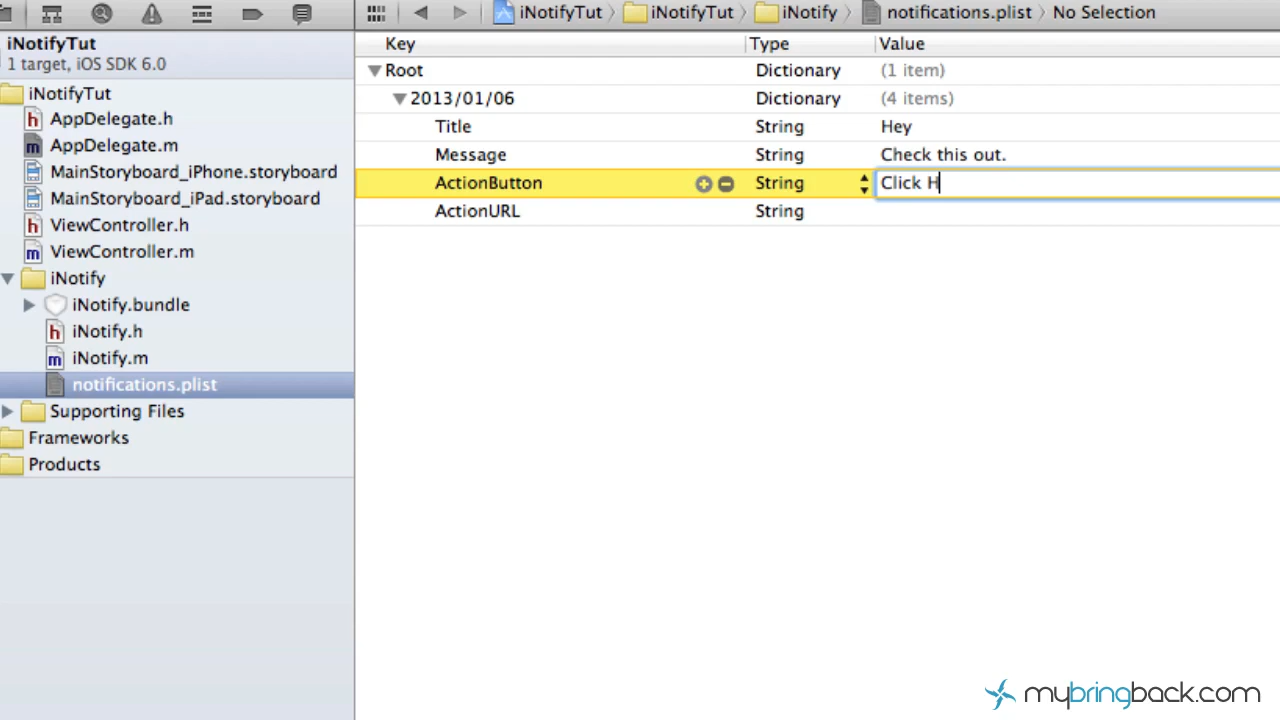 iNotifyTut > iNotifyTut > iNotify > notifications.plist > No Selection
iNotifyTut
1 target, iOS SDK 6.0
iNotifyTut
h AppDelegate.h
m AppDelegate.m
MainStoryboard_iPhone.storyboard
MainStoryboard_iPad.storyboard
h ViewController.h
m ViewController.m
iNotify
iNotify.bundle
h iNotify.h
m iNotify.m
notifications.plist
Supporting Files
Frameworks
Products
Key Type Value
Root Dictionary (1 item)
2013/01/06 Dictionary (4 items)
Title String Hey
Message String Check this out.
ActionButton String Click H
ActionURL String
mybringback.com